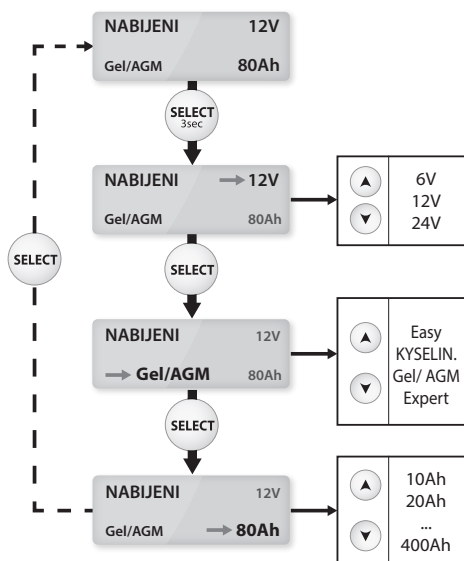 NABIJENI 12V
Gel/AGM 80Ah
SELECT
3sec
NABIJENI 12V
Gel/AGM 80Ah
6V
12V
24V
SELECT
SELECT
NABIJENI 12V
Gel/AGM 80Ah
Easy
KYSELIN.
Gel/ AGM
Expert
SELECT
NABIJENI 12V
Gel/AGM 80Ah
10Ah
20Ah
...
400Ah